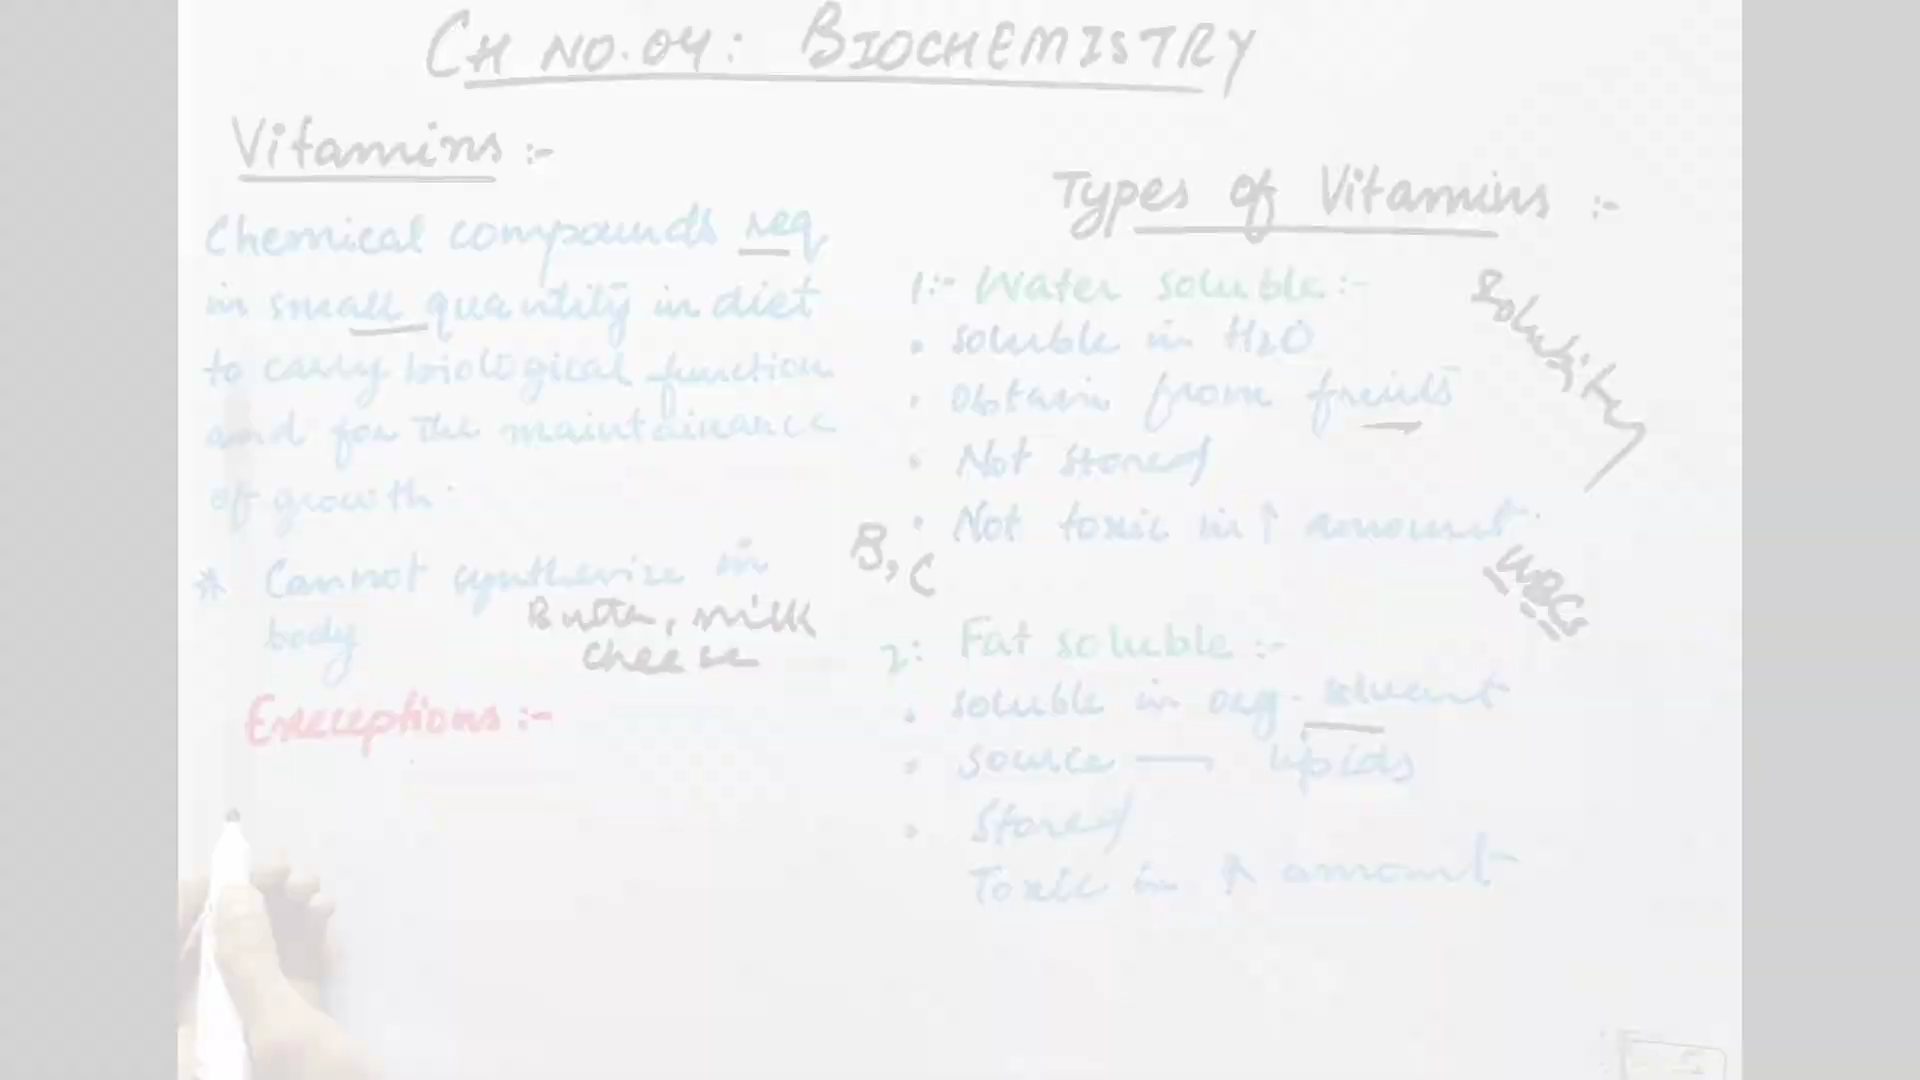 CH NO.04: BIOCHEMISTRY
Vitamins :-
Chemical compounds req
in small quantity in diet
to carry biological function
and for the maintainance
of growth.
* Cannot synthesize in
body
Butter, milk
cheese
Exceptions:-
Types of Vitamins :-
1:- Water soluble:-
• soluble in H2O
• obtain from fruits
• Not stored
• Not toxic in ↑ amount
B, C
2: Fat soluble :-
• soluble in org. solvent
• source — lipids
• Stored
Toxic in ↑ amount